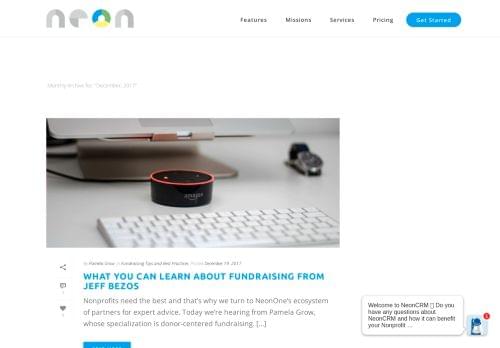 neon
Features
Missions
Services
Pricing
Get Started
Monthly Archive for: "December, 2017"
amazon
By Pamela Grow In Fundraising Tips and Best Practices Posted December 19, 2017
WHAT YOU CAN LEARN ABOUT FUNDRAISING FROM
JEFF BEZOS
Nonprofits need the best and that's why we turn to NeonOne's ecosystem
of partners for expert advice. Today we're hearing from Pamela Grow,
whose specialization is donor-centered fundraising. [...]
Welcome to NeonCRM Do you
have any questions about
NeonCRM and how it can benefit
your Nonprofit ...
1